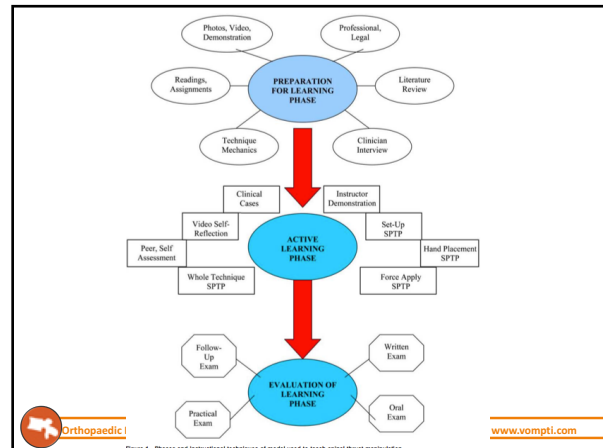 Photos, Video,
Demonstration
Professional,
Legal
Readings,
Assignments
PREPARATION
FOR LEARNING
PHASE
Literature
Review
Technique
Mechanics
Clinician
Interview
Clinical
Cases
Instructor
Demonstration
Video Self-
Reflection
Set-Up
SPTP
Peer, Self
Assessment
ACTIVE
LEARNING
PHASE
Hand Placement
SPTP
Whole Technique
SPTP
Force Apply
SPTP
Follow-
Up
Exam
Written
Exam
EVALUATION OF
LEARNING
PHASE
Practical
Exam
Oral
Exam
Orthopaedic
www.vompti.com